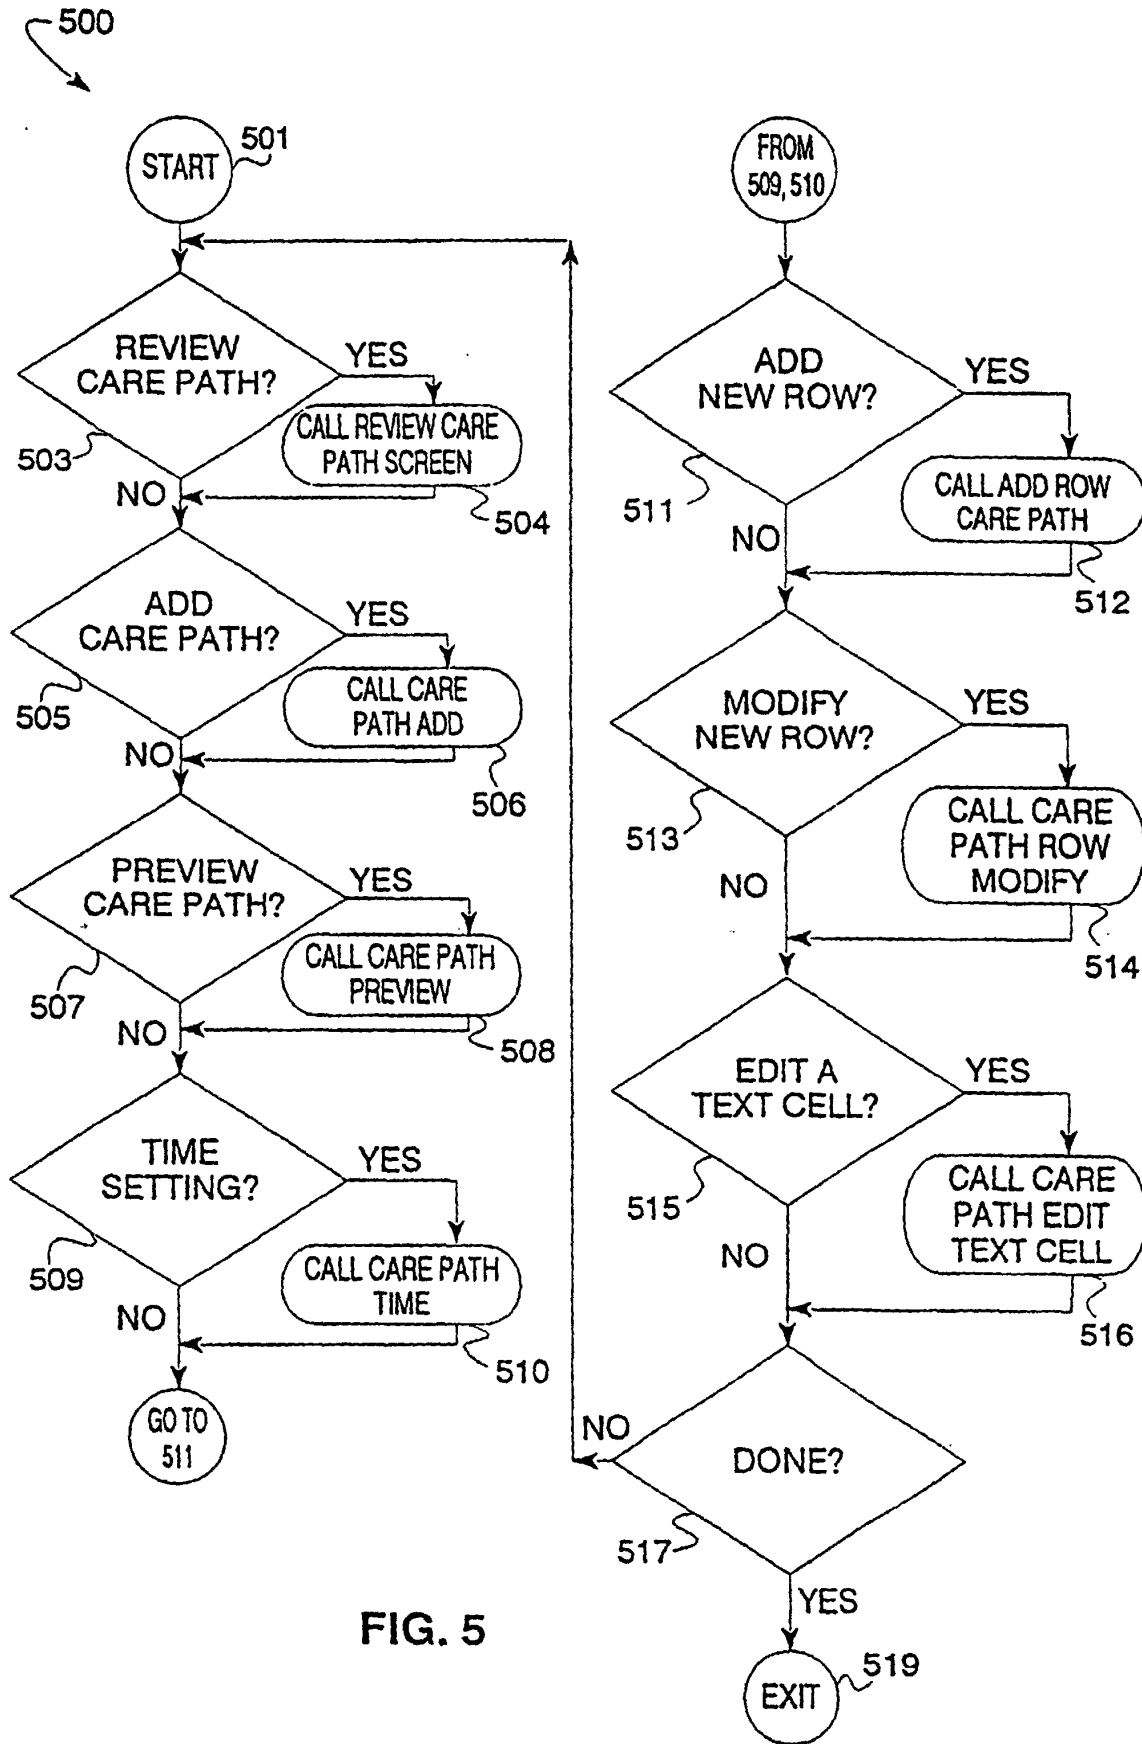 500
START
501
REVIEW
CARE PATH?
YES
503
CALL REVIEW CARE
PATH SCREEN
NO
504
ADD
CARE PATH?
YES
505
CALL CARE
PATH ADD
NO
506
PREVIEW
CARE PATH?
YES
507
CALL CARE PATH
PREVIEW
NO
508
TIME
SETTING?
YES
509
CALL CARE PATH
TIME
NO
510
GO TO
511
FROM
509, 510
ADD
NEW ROW?
YES
511
CALL ADD ROW
CARE PATH
NO
512
MODIFY
NEW ROW?
YES
513
CALL CARE
PATH ROW
MODIFY
NO
514
EDIT A
TEXT CELL?
YES
515
CALL CARE
PATH EDIT
TEXT CELL
NO
516
DONE?
NO
517
YES
EXIT
519
FIG. 5